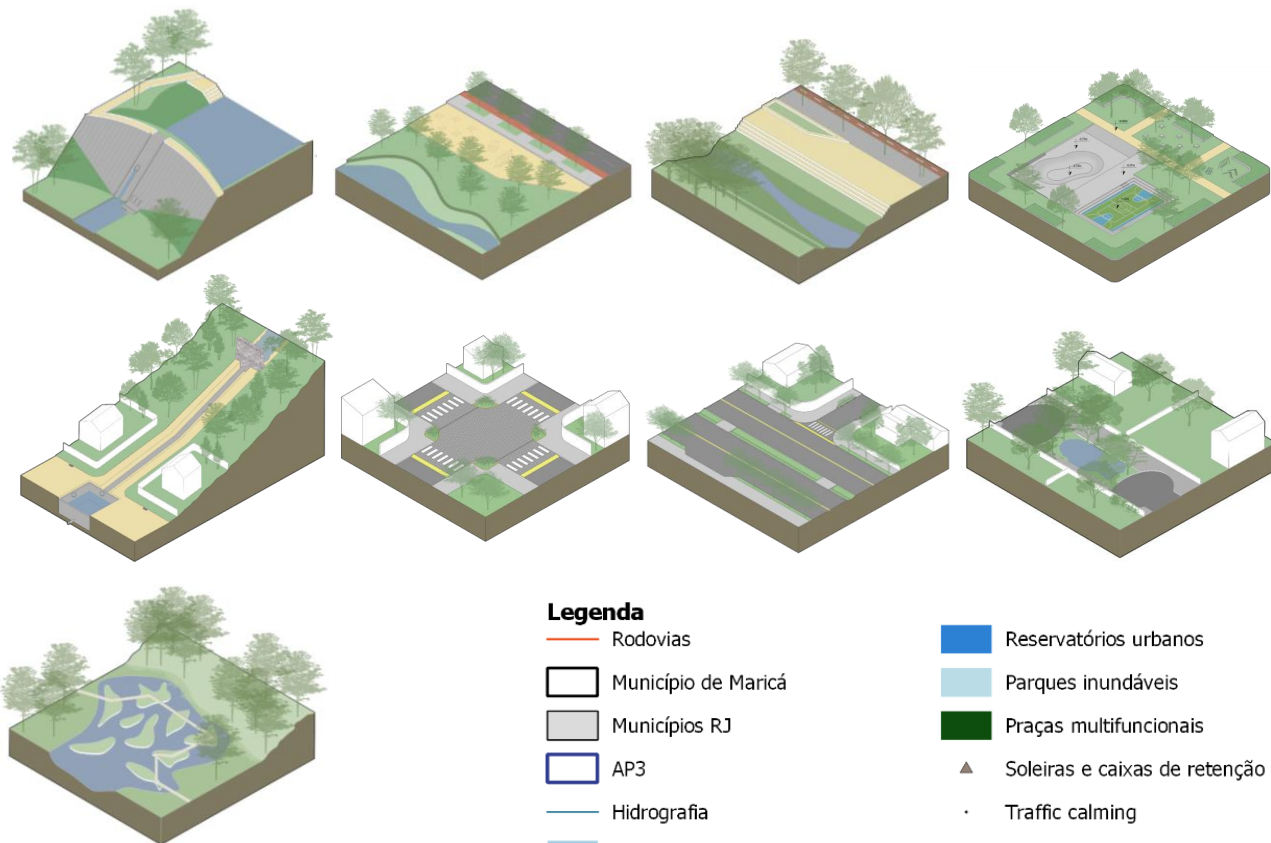 Legenda
Rodovias
Município de Maricá
Municípios RJ
AP3
Hidrografia
Reservatórios urbanos
Parques inundáveis
Praças multifuncionais
Soleiras e caixas de retenção
Traffic calming